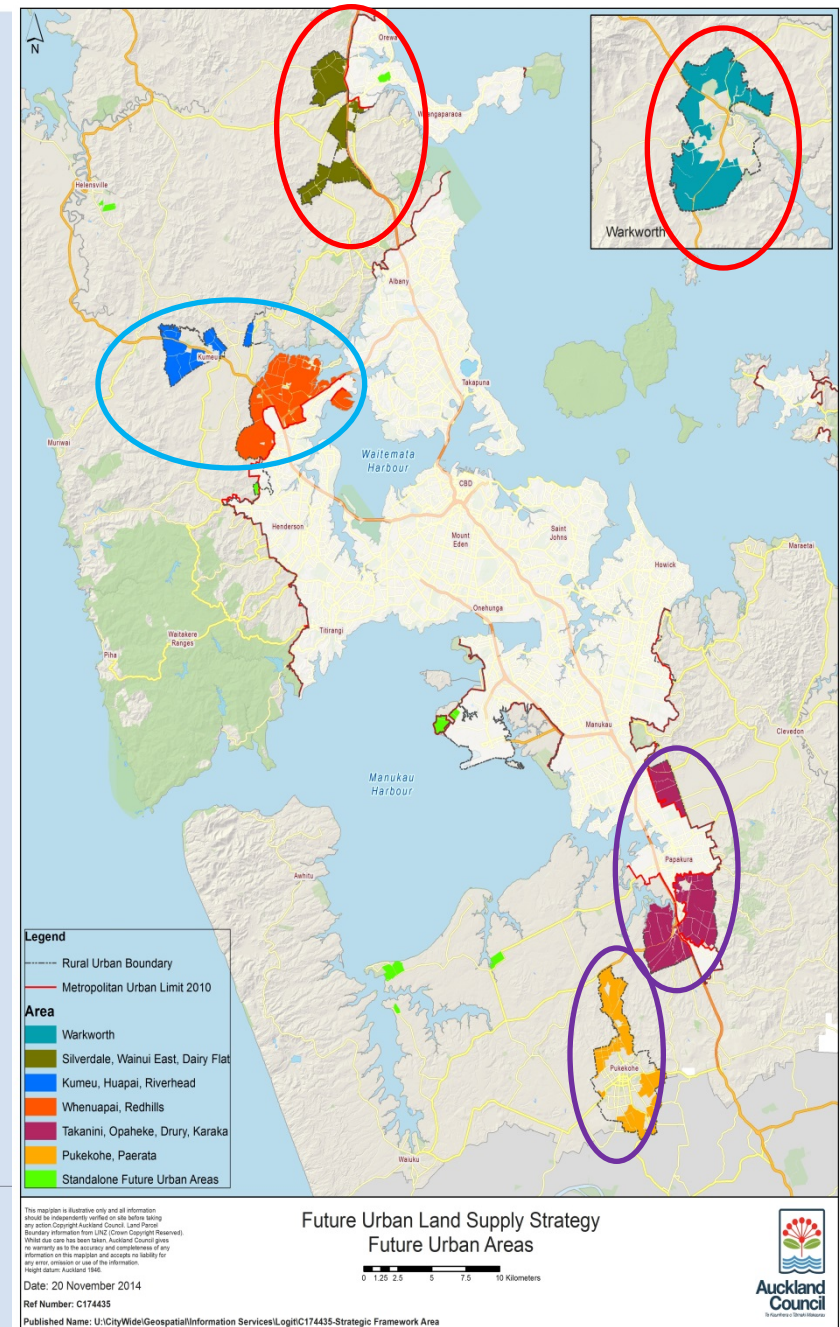 N
Orewa
Whangaparaoa
Warkworth
Helensville
Albany
Kumeu
Takapuna
Muriwai
Waitemata
Harbour
CBD
Henderson
Mount
Eden
Saint
Johns
Howick
Maraetai
Onehunga
Titirangi
Waitakere
Ranges
Piha
Manukau
Clevedon
Manukau
Harbour
Papakura
Awhitu
Pukekohe
Waiuku
Legend
Rural Urban Boundary
Metropolitan Urban Limit 2010
Area
Warkworth
Silverdale, Wainui East, Dairy Flat
Kumeu, Huapai, Riverhead
Whenuapai, Redhills
Takanini, Opaheke, Drury, Karaka
Pukekohe, Paerata
Standalone Future Urban Areas
This map/plan is illustrative only and all information
should be independently verified on site before taking
any action.Copyright Auckland Council. Land Parcel
Boundary information from LINZ (Crown Copyright Reserved).
Whilst due care has been taken, Auckland Council gives
no warranty as to the accuracy and completeness of any
information on this map/plan and accepts no liability for
any error, omission or use of the information.
Height datum: Auckland 1946.
Date: 20 November 2014
Ref Number: C174435
Published Name: U:\CityWide\Geospatial\Information Services\Logit\C174435-Strategic Framework Area
Future Urban Land Supply Strategy
Future Urban Areas
0 1.25 2.5 5 7.5 10 Kilometers
Auckland
Council
Te Kaunihera o Tāmaki Makaurau